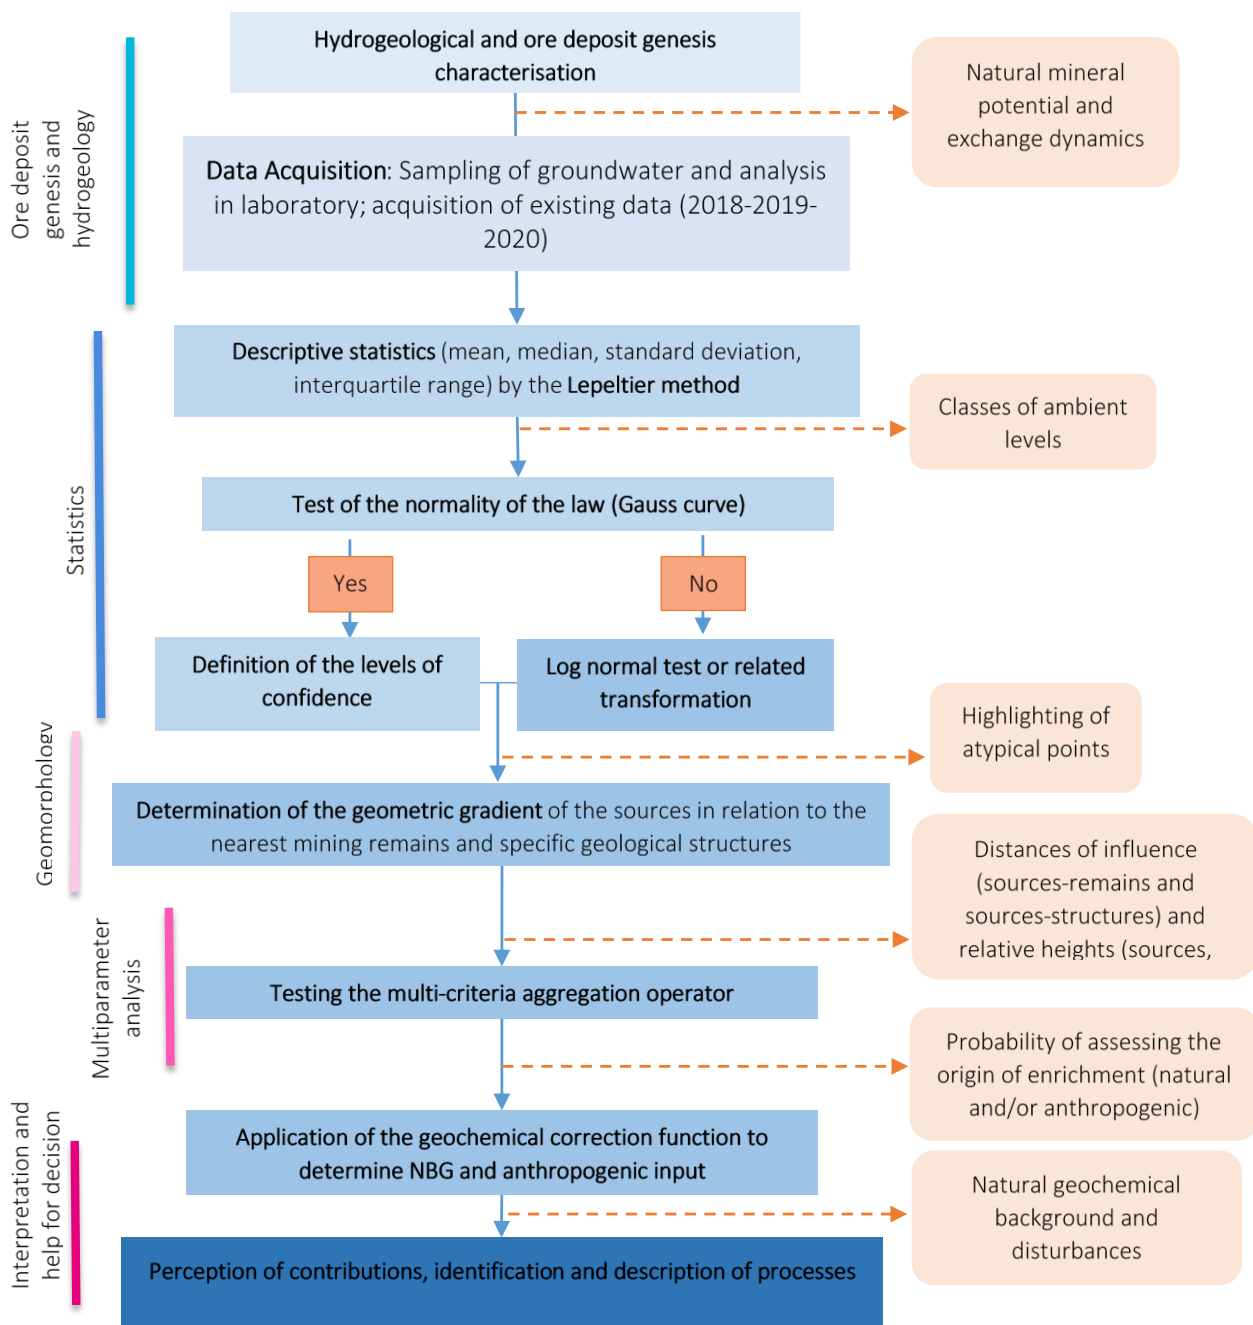 Hydrogeological and ore deposit genesis
characterisation
Natural mineral
potential and
exchange dynamics
Ore deposit
genesis and
hydrogeology
Data Acquisition: Sampling of groundwater and analysis
in laboratory; acquisition of existing data (2018-2019-
2020)
Descriptive statistics (mean, median, standard deviation,
interquartile range) by the Lepeltier method
Classes of ambient
levels
Statistics
Test of the normality of the law (Gauss curve)
Yes
No
Definition of the levels of
confidence
Log normal test or related
transformation
Highlighting of
atypical points
Geomorphology
Determination of the geometric gradient of the sources in relation to the
nearest mining remains and specific geological structures
Distances of influence
(sources-remains and
sources-structures) and
relative heights (sources,
Multiparameter
analysis
Testing the multi-criteria aggregation operator
Probability of assessing the
origin of enrichment (natural
and/or anthropogenic)
Interpretation and
help for decision
Application of the geochemical correction function to
determine NBG and anthropogenic input
Natural geochemical
background and
disturbances
Perception of contributions, identification and description of processes